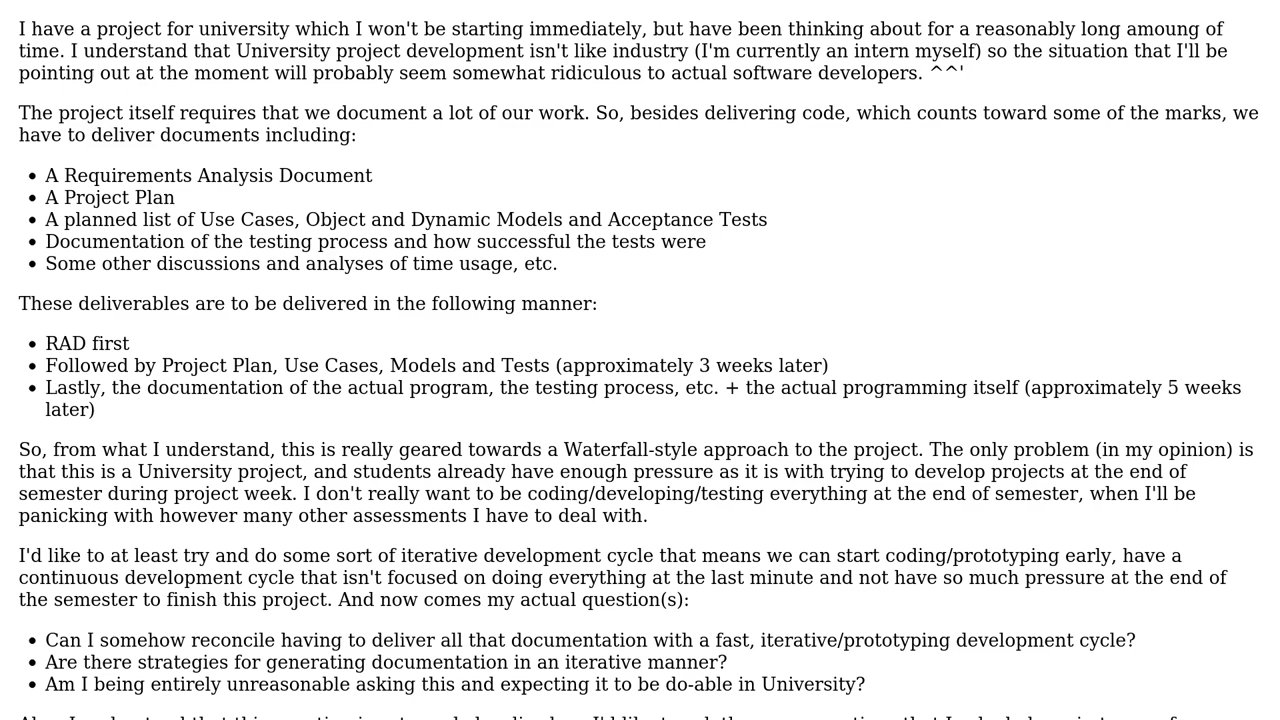 I have a project for university which I won't be starting immediately, but have been thinking about for a reasonably long amoung of
time. I understand that University project development isn't like industry (I'm currently an intern myself) so the situation that I'll be
pointing out at the moment will probably seem somewhat ridiculous to actual software developers. ^^'
The project itself requires that we document a lot of our work. So, besides delivering code, which counts toward some of the marks, we
have to deliver documents including:
• A Requirements Analysis Document
• A Project Plan
• A planned list of Use Cases, Object and Dynamic Models and Acceptance Tests
• Documentation of the testing process and how successful the tests were
• Some other discussions and analyses of time usage, etc.
These deliverables are to be delivered in the following manner:
• RAD first
• Followed by Project Plan, Use Cases, Models and Tests (approximately 3 weeks later)
• Lastly, the documentation of the actual program, the testing process, etc. + the actual programming itself (approximately 5 weeks
later)
So, from what I understand, this is really geared towards a Waterfall-style approach to the project. The only problem (in my opinion) is
that this is a University project, and students already have enough pressure as it is with trying to develop projects at the end of
semester during project week. I don't really want to be coding/developing/testing everything at the end of semester, when I'll be
panicking with however many other assessments I have to deal with.
I'd like to at least try and do some sort of iterative development cycle that means we can start coding/prototyping early, have a
continuous development cycle that isn't focused on doing everything at the last minute and not have so much pressure at the end of
the semester to finish this project. And now comes my actual question(s):
• Can I somehow reconcile having to deliver all that documentation with a fast, iterative/prototyping development cycle?
• Are there strategies for generating documentation in an iterative manner?
• Am I being entirely unreasonable asking this and expecting it to be do-able in University?